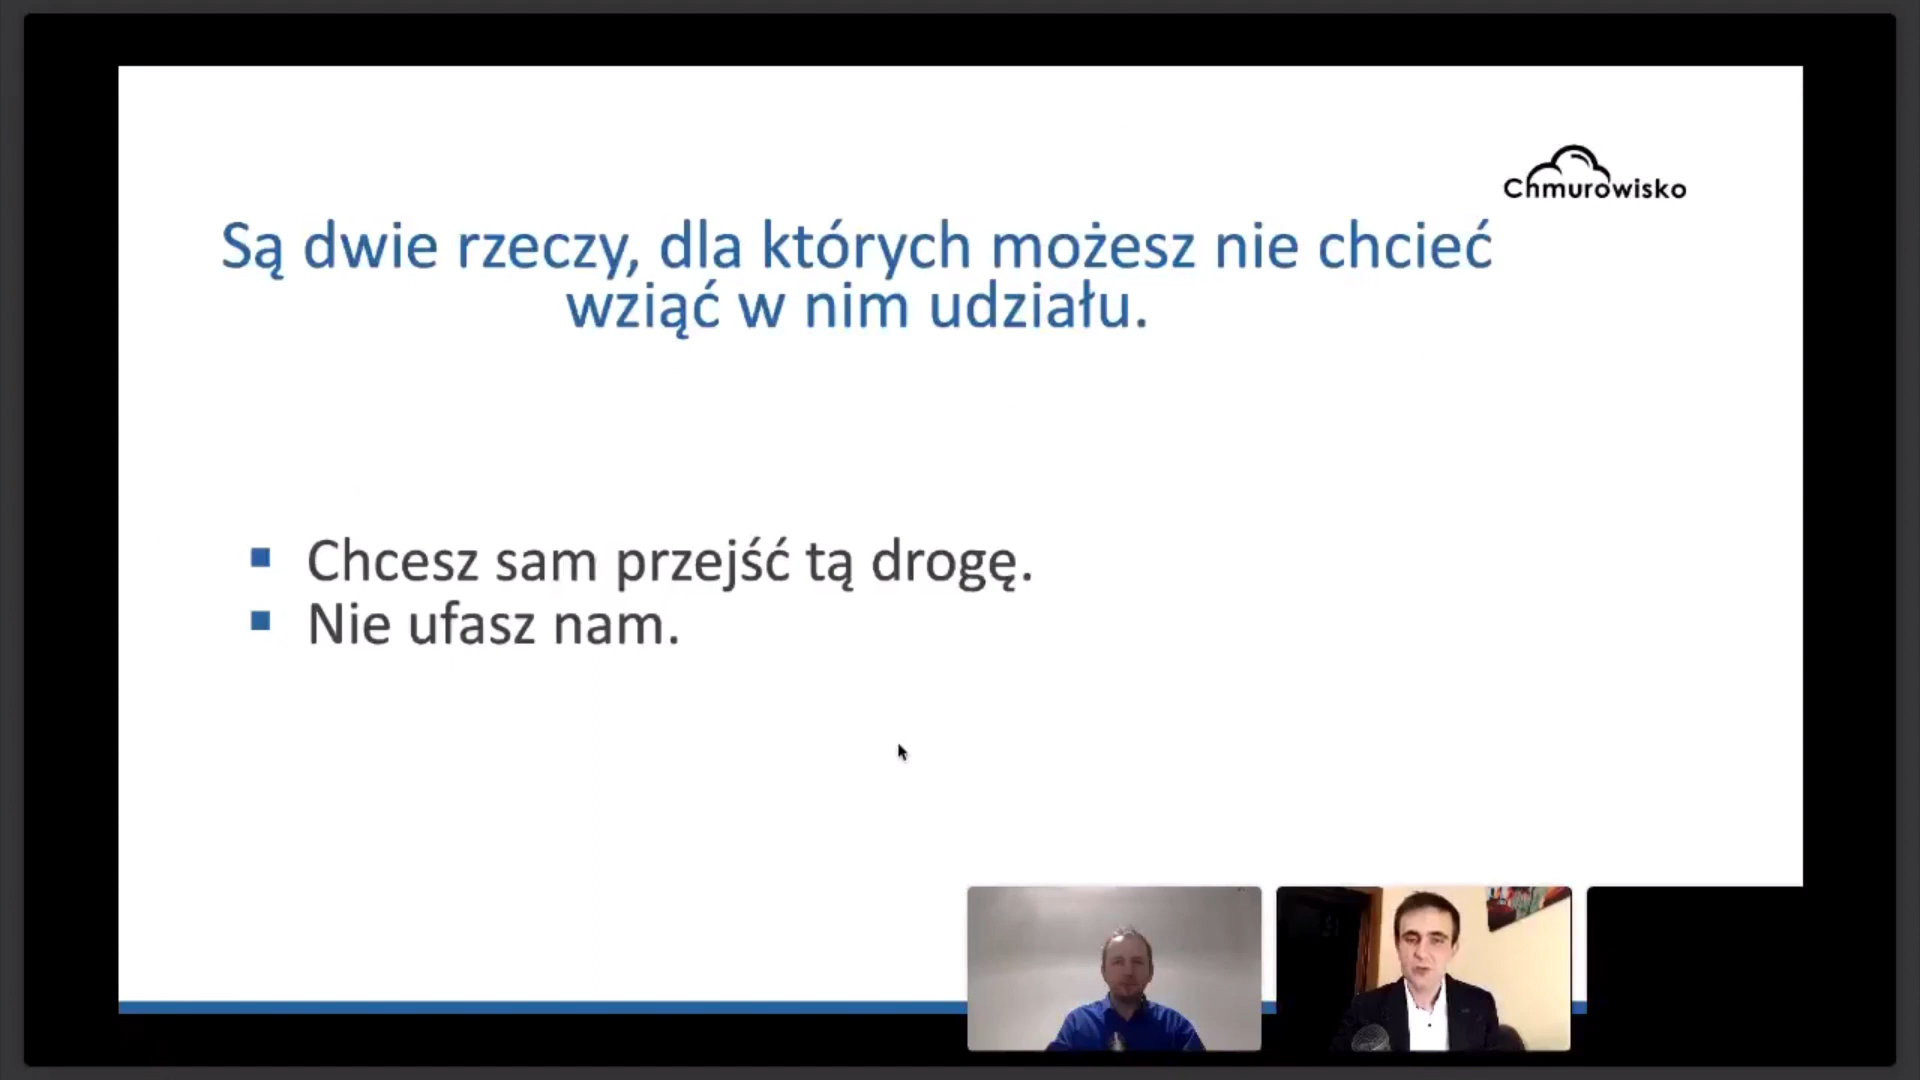 Chmurowisko
Są dwie rzeczy, dla których możesz nie chcieć
wziąć w nim udziału.
Chcesz sam przejść tą drogę.
Nie ufasz nam.